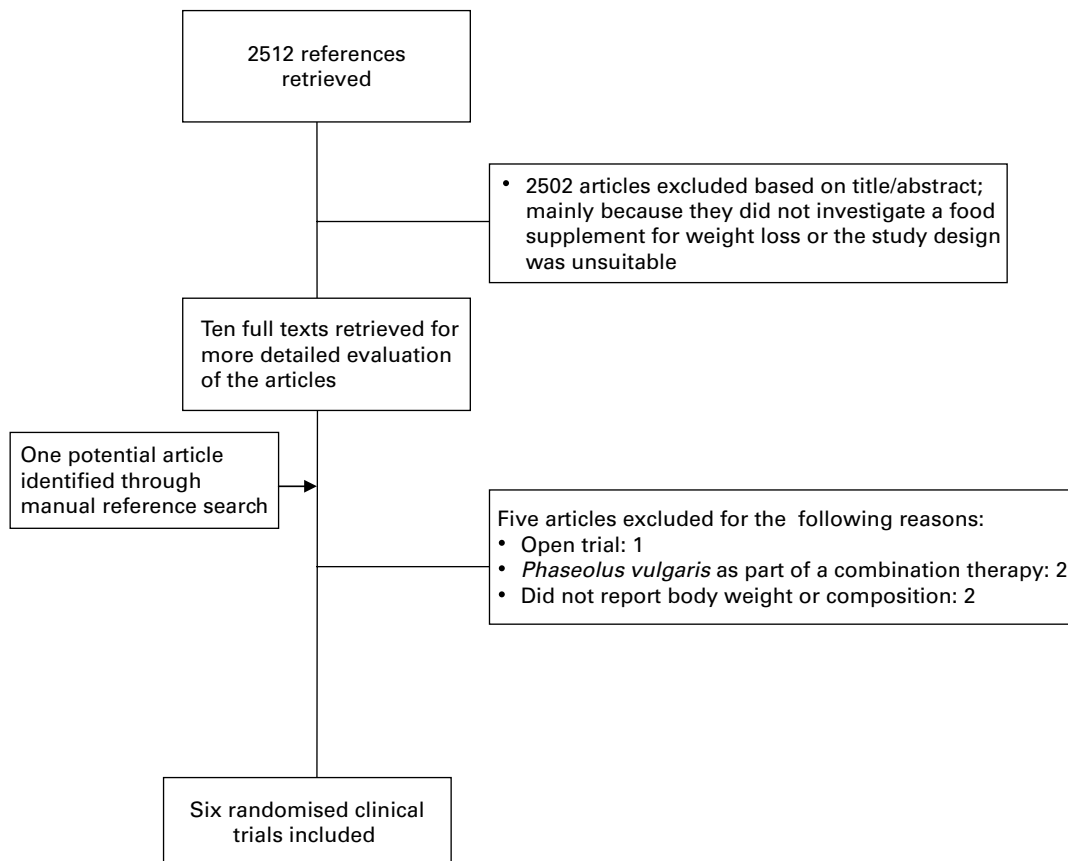 2512 references
retrieved
• 2502 articles excluded based on title/abstract;
mainly because they did not investigate a food
supplement for weight loss or the study design
was unsuitable
Ten full texts retrieved for
more detailed evaluation
of the articles
One potential article
identified through
manual reference search
Five articles excluded for the following reasons:
• Open trial: 1
• Phaseolus vulgaris as part of a combination therapy: 2
• Did not report body weight or composition: 2
Six randomised clinical
trials included